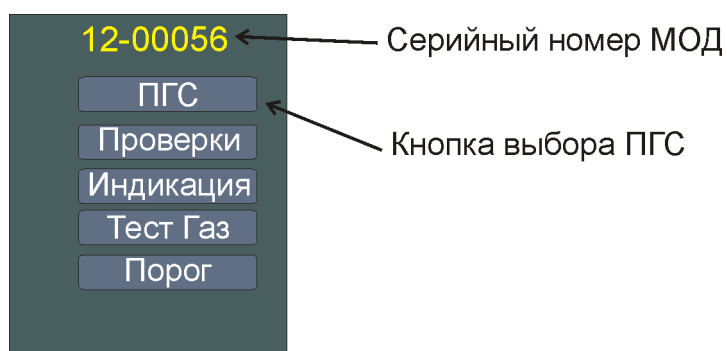 12-00056
Серийный номер МОД
ПГС
Кнопка выбора ПГС
Проверки
Индикация
Тест Газ
Порог